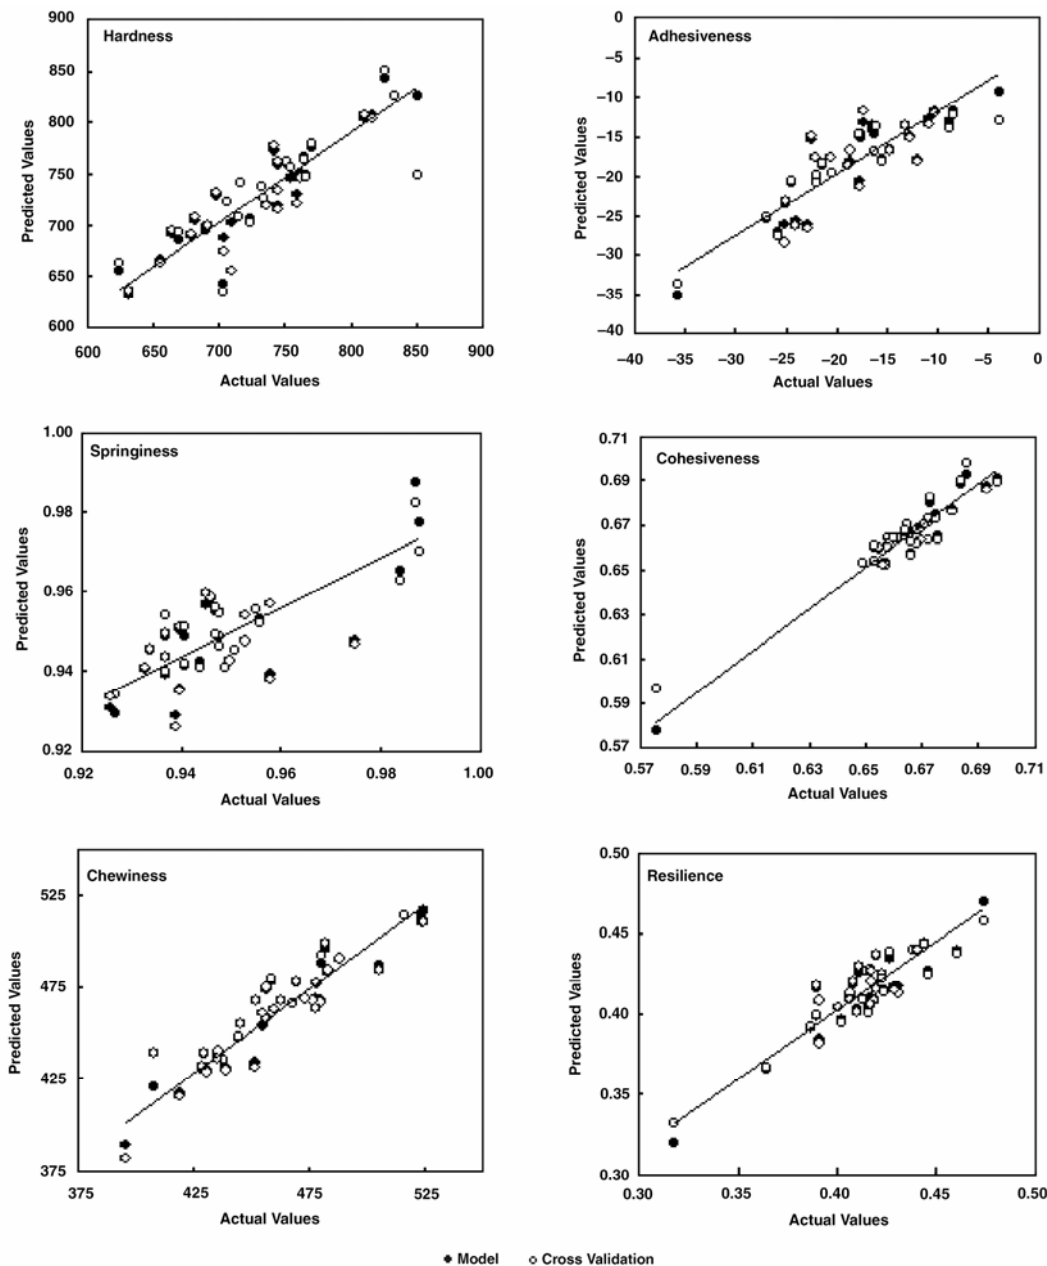 Hardness
Predicted Values
900
850
800
750
700
650
600
600 650 700 750 800 850 900
Actual Values
Adhesiveness
Predicted Values
0
−5
−10
−15
−20
−25
−30
−35
−40
−40 −35 −30 −25 −20 −15 −10 −5 0
Actual Values
Springiness
Predicted Values
1.00
0.98
0.96
0.94
0.92
0.92 0.94 0.96 0.98 1.00
Actual Values
Cohesiveness
Predicted Values
0.71
0.69
0.67
0.65
0.63
0.61
0.59
0.57
0.57 0.59 0.61 0.63 0.65 0.67 0.69 0.71
Actual Values
Chewiness
Predicted Values
525
475
425
375
375 425 475 525
Actual Values
Resilience
Predicted Values
0.50
0.45
0.40
0.35
0.30
0.30 0.35 0.40 0.45 0.50
Actual Values
Model Cross Validation